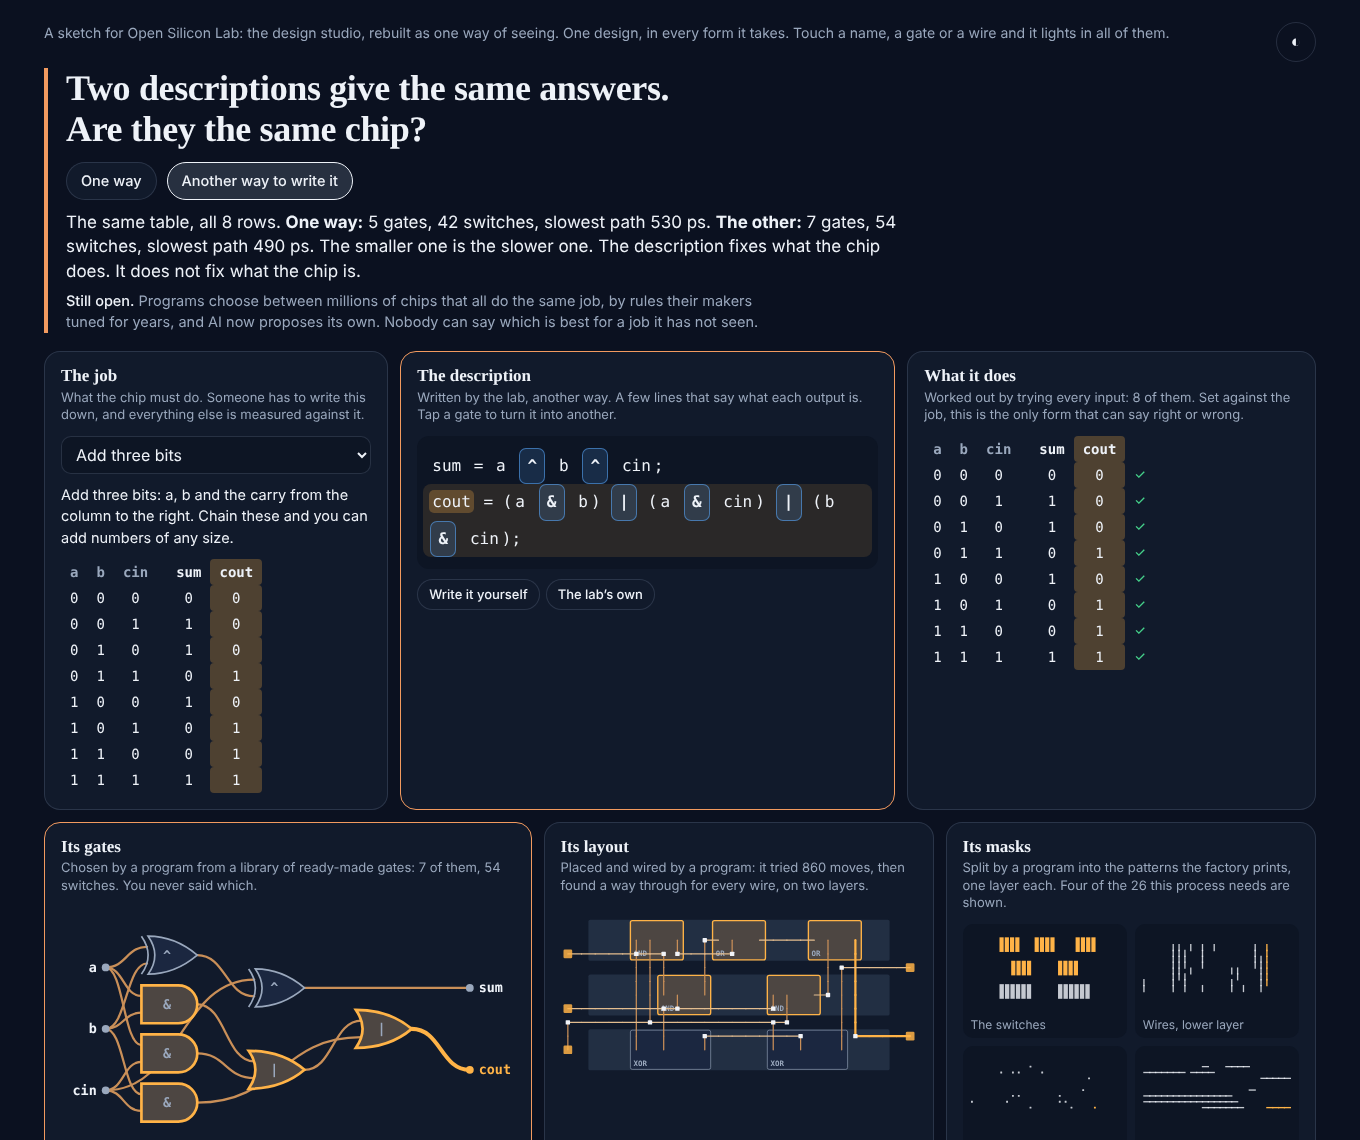 A sketch for Open Silicon Lab: the design studio, rebuilt as one way of seeing. One design, in every form it takes. Touch a name, a gate or a wire and it lights in all of them.
Two descriptions give the same answers.
Are they the same chip?
One way
Another way to write it
The same table, all 8 rows. One way: 5 gates, 42 switches, slowest path 530 ps. The other: 7 gates, 54
switches, slowest path 490 ps. The smaller one is the slower one. The description fixes what the chip
does. It does not fix what the chip is.
Still open. Programs choose between millions of chips that all do the same job, by rules their makers
tuned for years, and AI now proposes its own. Nobody can say which is best for a job it has not seen.
The job
What the chip must do. Someone has to write this
down, and everything else is measured against it.
Add three bits
Add three bits: a, b and the carry from the
column to the right. Chain these and you can
add numbers of any size.
a b cin sum cout
0 0 0 0 0
0 0 1 1 0
0 1 0 1 0
0 1 1 0 1
1 0 0 1 0
1 0 1 0 1
1 1 0 0 1
1 1 1 1 1
The description
Written by the lab, another way. A few lines that say what each output is.
Tap a gate to turn it into another.
sum = a ^ b ^ cin;
cout = (a & b) | (a & cin) | (b
& cin);
Write it yourself
The lab's own
What it does
Worked out by trying every input: 8 of them. Set against the
job, this is the only form that can say right or wrong.
a b cin sum cout
0 0 0 0 0 ✓
0 0 1 1 0 ✓
0 1 0 1 0 ✓
0 1 1 0 1 ✓
1 0 0 1 0 ✓
1 0 1 0 1 ✓
1 1 0 0 1 ✓
1 1 1 1 1 ✓
Its gates
Chosen by a program from a library of ready-made gates: 7 of them, 54
switches. You never said which.
a
b
cin
^
&
&
&
^
|
|
sum
cout
Its layout
Placed and wired by a program: it tried 860 moves, then
found a way through for every wire, on two layers.
OR
XOR
XOR
Its masks
Split by a program into the patterns the factory prints,
one layer each. Four of the 26 this process needs are
shown.
The switches
Wires, lower layer